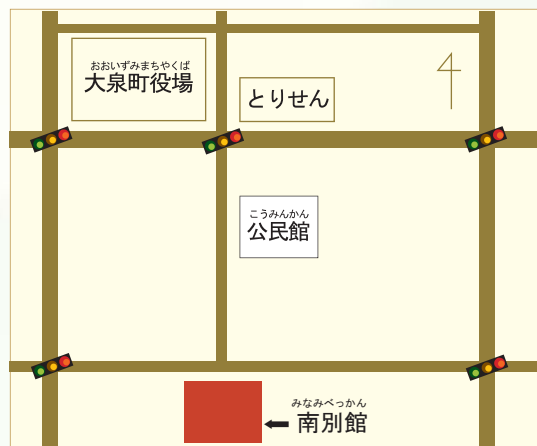 おおいずみまちやくば
大泉町役場
とりせん
こうみんかん
公民館
みなみべっかん
南別館